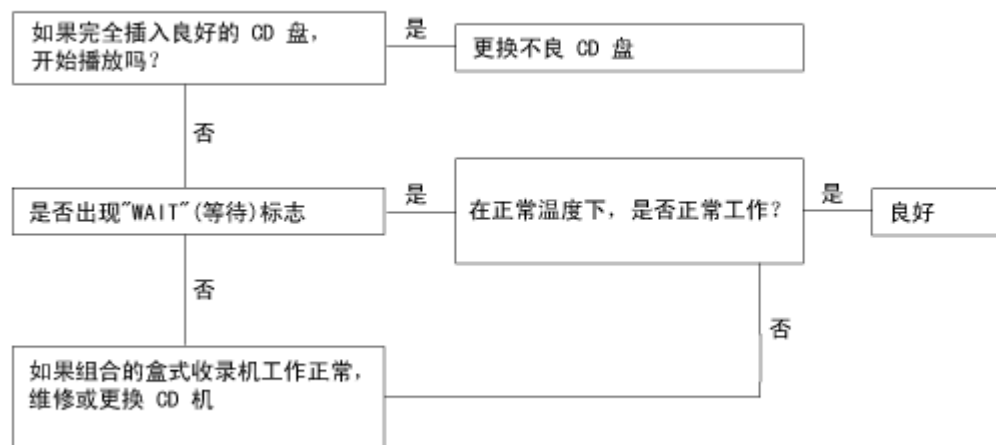 如果完全插入良好的 CD 盘，
开始播放吗？
是
更换不良 CD 盘
否
是否出现"WAIT"(等待)标志
是
在正常温度下，是否正常工作？
是
良好
否
否
如果组合的盒式收录机工作正常，
维修或更换 CD 机